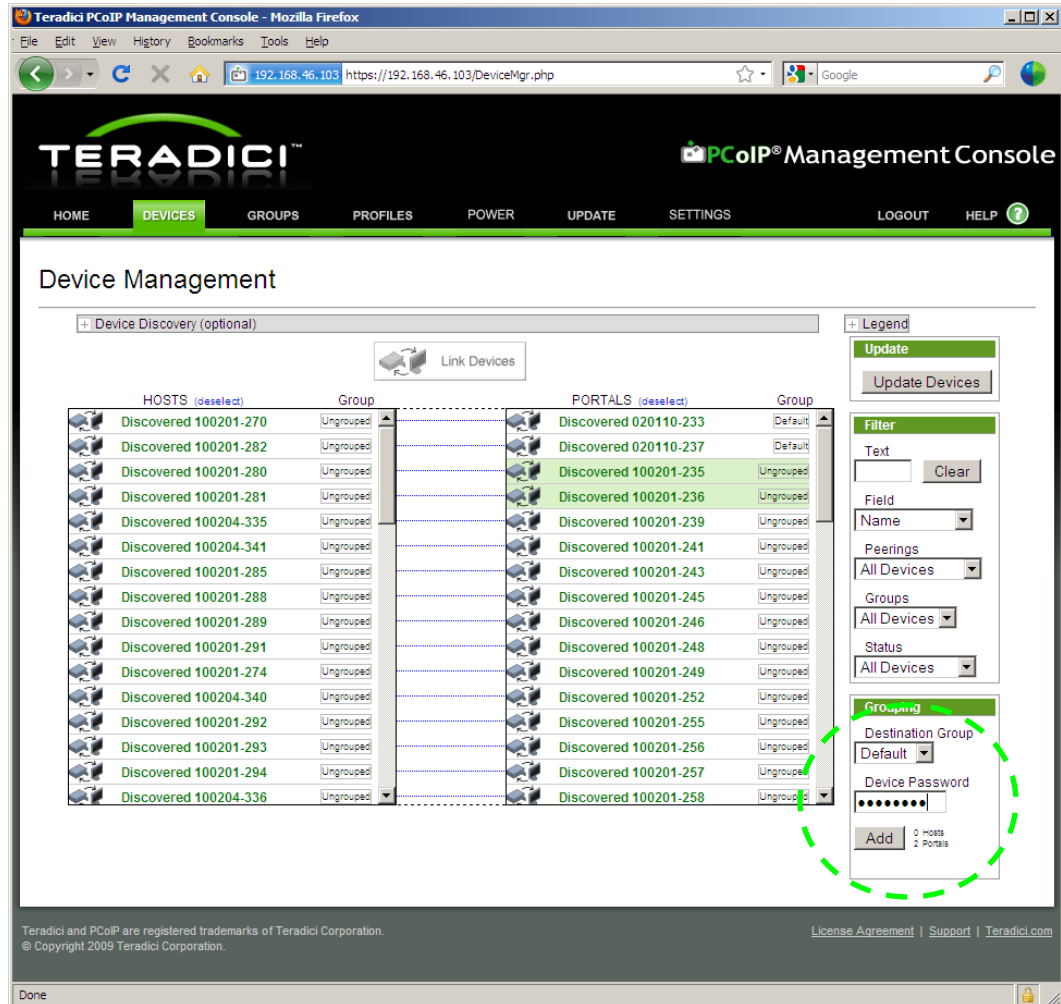 Teradici PCoIP Management Console - Mozilla Firefox
File Edit View History Bookmarks Tools Help
192.168.46.103 https://192.168.46.103/DeviceMgr.php Google
TERADICI™
PCoIP® Management Console
HOME DEVICES GROUPS PROFILES POWER UPDATE SETTINGS LOGOUT HELP ?
Device Management
+ Device Discovery (optional)
+ Legend
Link Devices
Update
Update Devices
HOSTS (deselect) Group PORTALS (deselect) Group
Discovered 100201-270 Ungrouped Discovered 020110-233 Default
Discovered 100201-282 Ungrouped Discovered 020110-237 Default
Discovered 100201-280 Ungrouped Discovered 100201-235 Ungrouped
Discovered 100201-281 Ungrouped Discovered 100201-236 Ungrouped
Discovered 100204-335 Ungrouped Discovered 100201-239 Ungrouped
Discovered 100204-341 Ungrouped Discovered 100201-241 Ungrouped
Discovered 100201-285 Ungrouped Discovered 100201-243 Ungrouped
Discovered 100201-288 Ungrouped Discovered 100201-245 Ungrouped
Discovered 100201-289 Ungrouped Discovered 100201-246 Ungrouped
Discovered 100201-291 Ungrouped Discovered 100201-248 Ungrouped
Discovered 100201-274 Ungrouped Discovered 100201-249 Ungrouped
Discovered 100204-340 Ungrouped Discovered 100201-252 Ungrouped
Discovered 100201-292 Ungrouped Discovered 100201-255 Ungrouped
Discovered 100201-293 Ungrouped Discovered 100201-256 Ungrouped
Discovered 100201-294 Ungrouped Discovered 100201-257 Ungrouped
Discovered 100204-336 Ungrouped Discovered 100201-258 Ungrouped
Filter
Text
Clear
Field
Name
Peerings
All Devices
Groups
All Devices
Status
All Devices
Grouping
Destination Group
Default
Device Password
••••••••
Add
0 Hosts
2 Portals
Teradici and PCoIP are registered trademarks of Teradici Corporation.
© Copyright 2009 Teradici Corporation.
License Agreement | Support | Teradici.com
Done